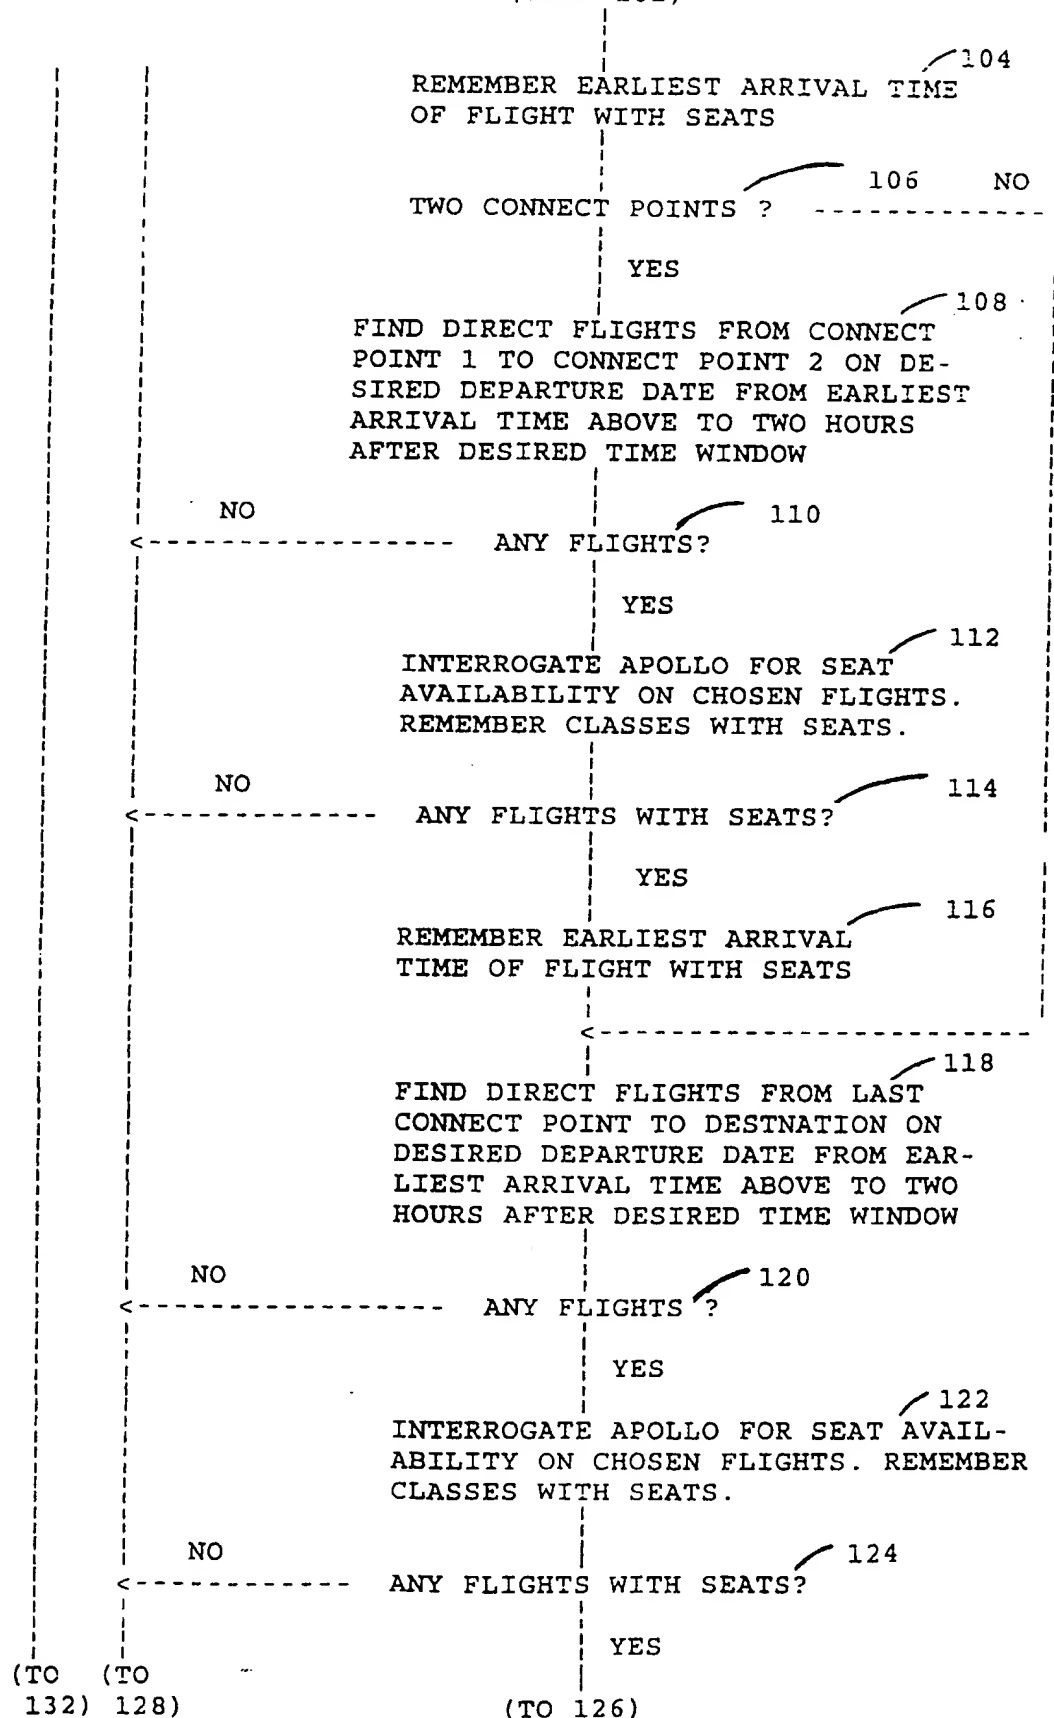 104
REMEMBER EARLIEST ARRIVAL TIME
OF FLIGHT WITH SEATS
106 NO
TWO CONNECT POINTS ?
YES
108
FIND DIRECT FLIGHTS FROM CONNECT
POINT 1 TO CONNECT POINT 2 ON DE-
SIRED DEPARTURE DATE FROM EARLIEST
ARRIVAL TIME ABOVE TO TWO HOURS
AFTER DESIRED TIME WINDOW
NO 110
ANY FLIGHTS?
YES
112
INTERROGATE APOLLO FOR SEAT
AVAILABILITY ON CHOSEN FLIGHTS.
REMEMBER CLASSES WITH SEATS.
NO 114
ANY FLIGHTS WITH SEATS?
YES
116
REMEMBER EARLIEST ARRIVAL
TIME OF FLIGHT WITH SEATS
118
FIND DIRECT FLIGHTS FROM LAST
CONNECT POINT TO DESTNATION ON
DESIRED DEPARTURE DATE FROM EAR-
LIEST ARRIVAL TIME ABOVE TO TWO
HOURS AFTER DESIRED TIME WINDOW
NO 120
ANY FLIGHTS ?
YES
122
INTERROGATE APOLLO FOR SEAT AVAIL-
ABILITY ON CHOSEN FLIGHTS. REMEMBER
CLASSES WITH SEATS.
NO 124
ANY FLIGHTS WITH SEATS?
YES
(TO (TO
132) 128) (TO 126)